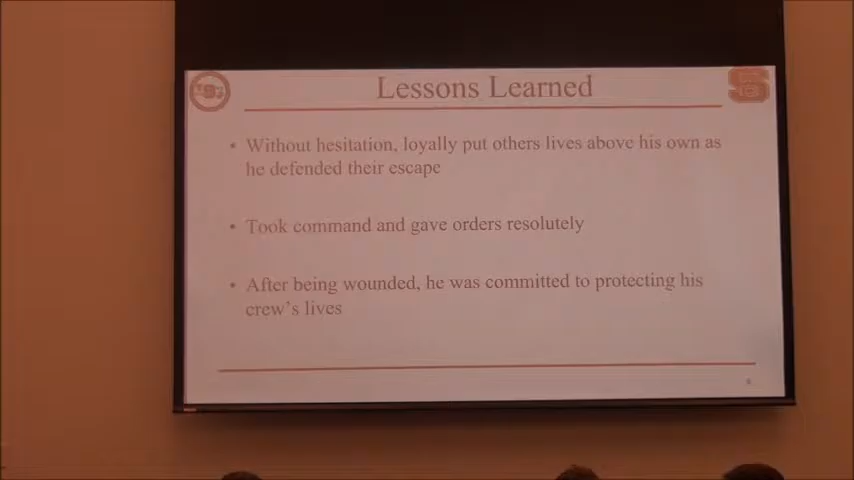 Lessons Learned
• Without hesitation, loyally put others lives above his own as
he defended their escape
• Took command and gave orders resolutely
• After being wounded, he was committed to protecting his
crew's lives